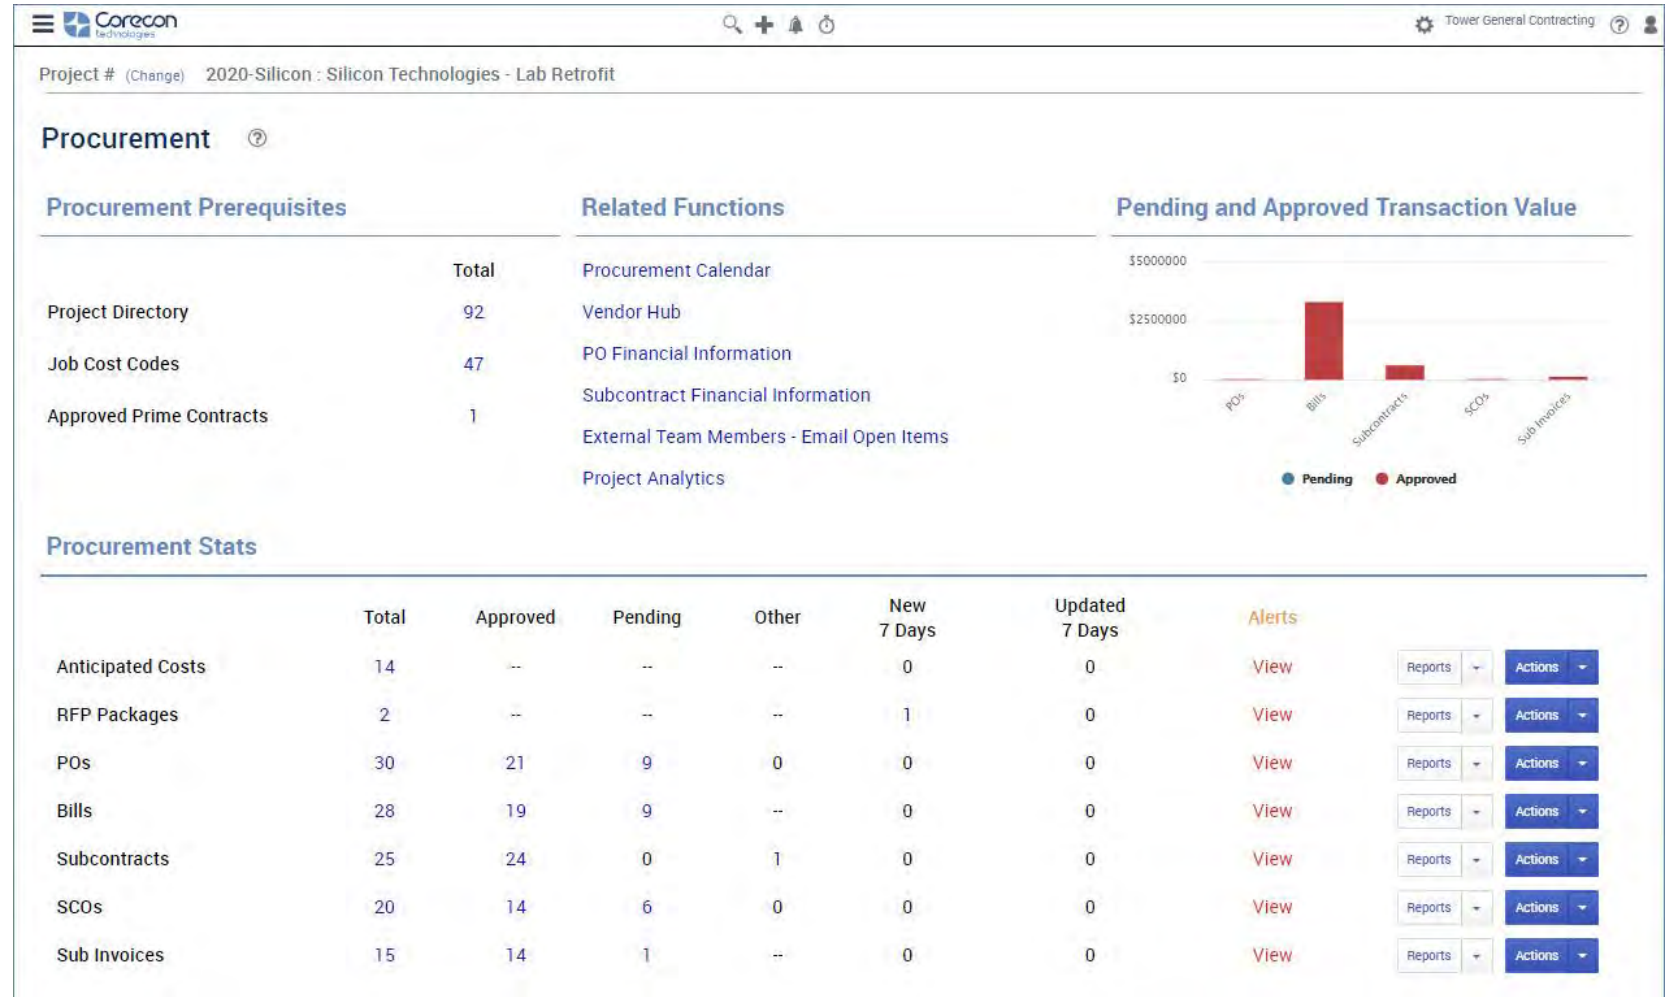 Corecon
technologies
Tower General Contracting
Project # (Change) 2020-Silicon : Silicon Technologies - Lab Retrofit
Procurement
Procurement Prerequisites
Total
Project Directory 92
Job Cost Codes 47
Approved Prime Contracts 1
Related Functions
Procurement Calendar
Vendor Hub
PO Financial Information
Subcontract Financial Information
External Team Members - Email Open Items
Project Analytics
Pending and Approved Transaction Value
$5000000
$2500000
$0
POs
Bills
Subcontracts
SCOs
Sub Invoices
Pending Approved
Procurement Stats
Total Approved Pending Other New 7 Days Updated 7 Days Alerts
Anticipated Costs 14 -- -- -- 0 0 View Reports Actions
RFP Packages 2 -- -- -- 1 0 View Reports Actions
POs 30 21 9 0 0 0 View Reports Actions
Bills 28 19 9 -- 0 0 View Reports Actions
Subcontracts 25 24 0 1 0 0 View Reports Actions
SCOs 20 14 6 0 0 0 View Reports Actions
Sub Invoices 15 14 1 -- 0 0 View Reports Actions